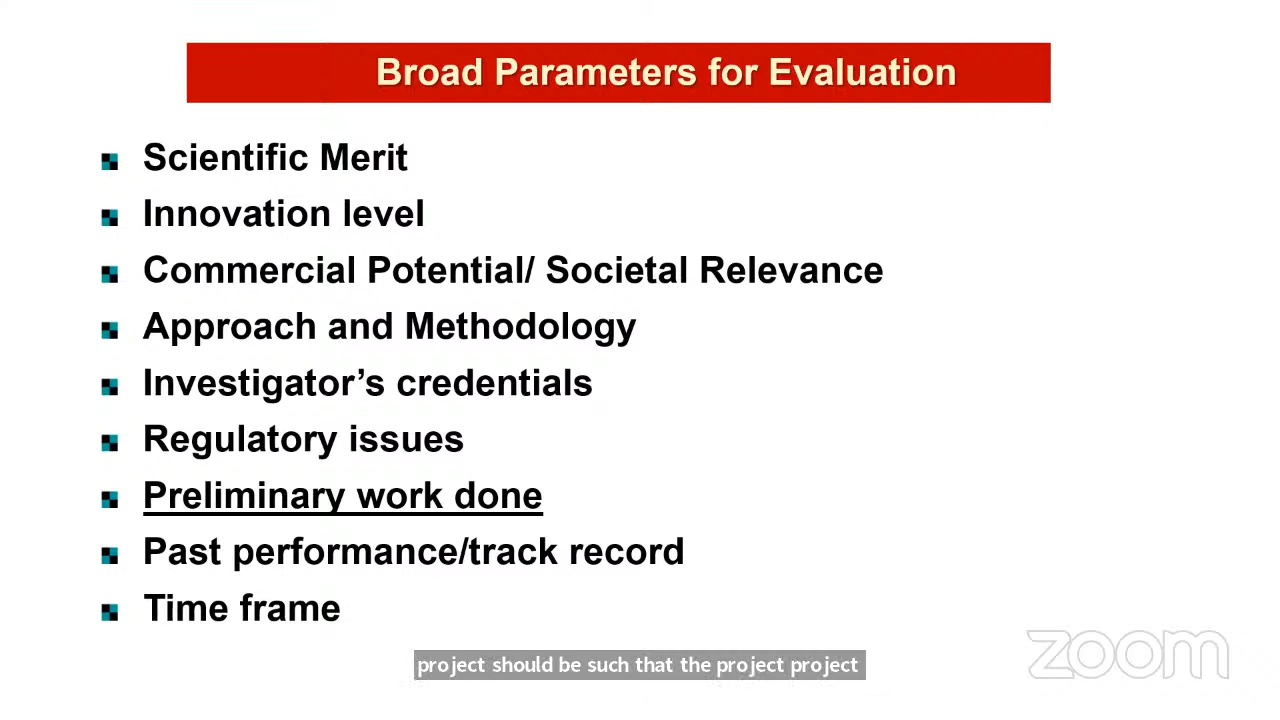 Broad Parameters for Evaluation
Scientific Merit
Innovation level
Commercial Potential/ Societal Relevance
Approach and Methodology
Investigator’s credentials
Regulatory issues
Preliminary work done
Past performance/track record
Time frame
project should be such that the project project
zoom